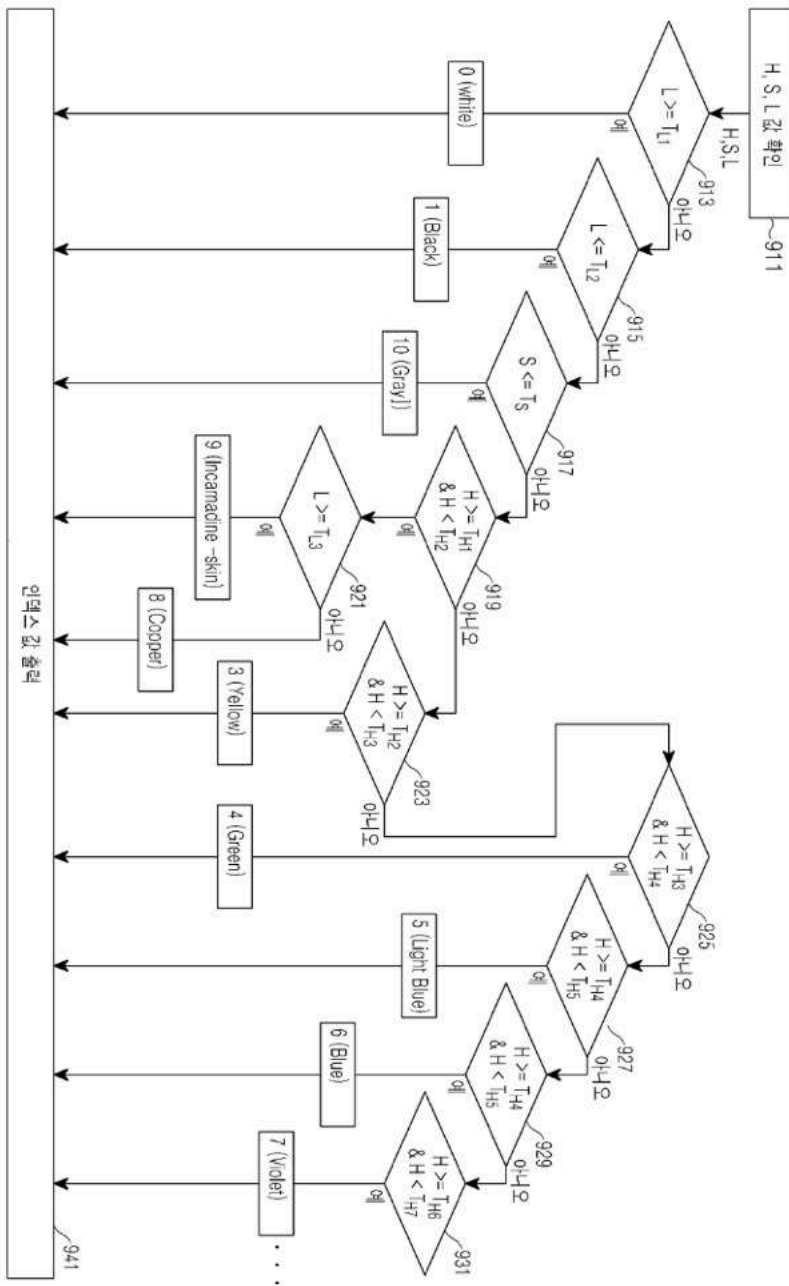 H, S, L 값 확인
911
H,S,L
L >= TL1
913
아니오
예
0 (white)
L <= TL2
915
아니오
예
1 (Black)
S <= TS
917
아니오
예
10 (Gray])
H >= TH1
& H < TH2
919
아니오
예
L >= TL3
921
아니오
예
9 (Incarnadine -skin)
8 (Copper)
H >= TH2
& H < TH3
923
아니오
예
3 (Yellow)
H >= TH3
& H < TH4
925
아니오
예
4 (Green)
H >= TH4
& H < TH5
927
아니오
예
5 (Light Blue)
H >= TH4
& H < TH5
929
아니오
예
6 (Blue)
H >= TH6
& H < TH7
931
예
7 (Violet)
. . .
인덱스 값 출력
941